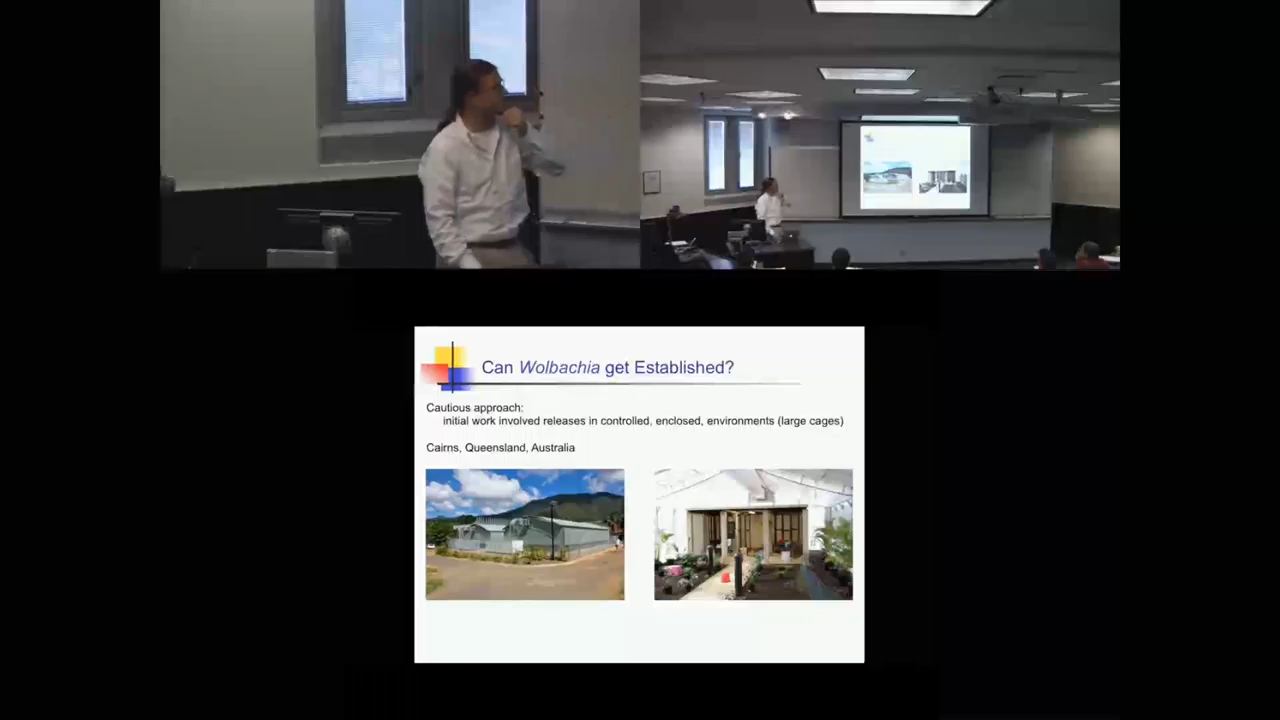 Can Wolbachia get Established?
Cautious approach:
initial work involved releases in controlled, enclosed, environments (large cages)
Cairns, Queensland, Australia